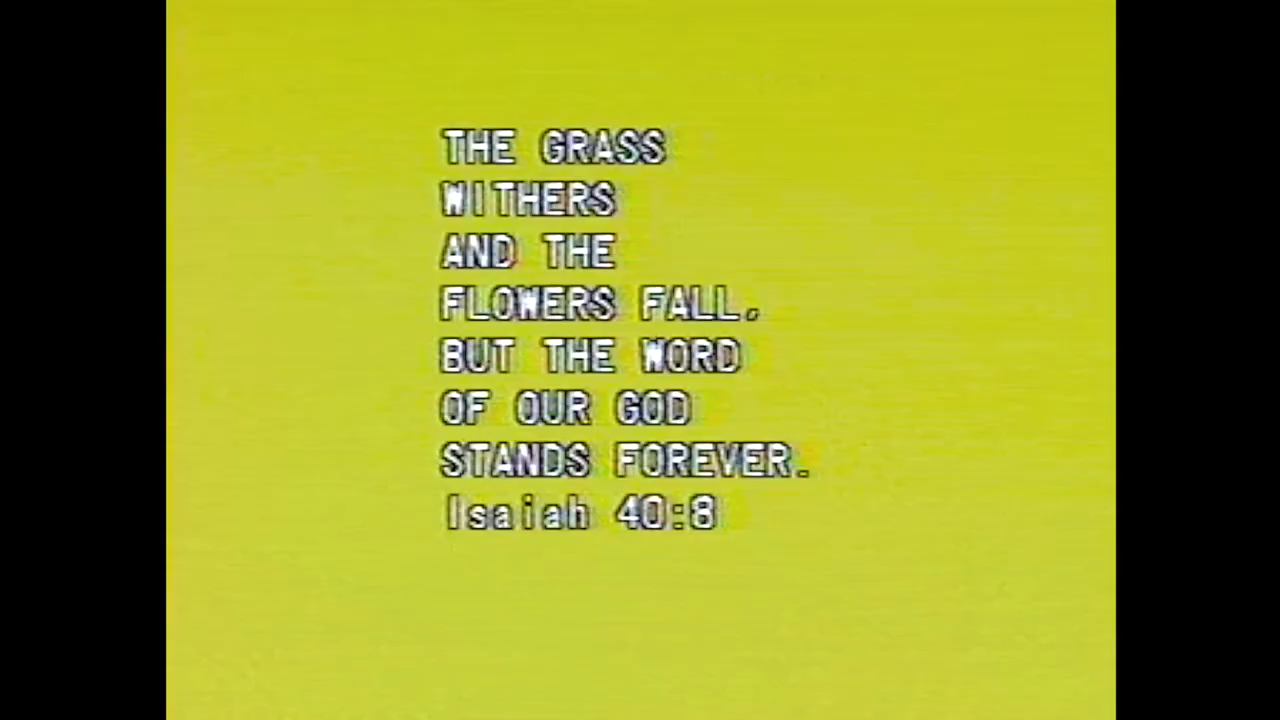 THE GRASS
WITHERS
AND THE
FLOWERS FALL,
BUT THE WORD
OF OUR GOD
STANDS FOREVER.
Isaiah 40:8